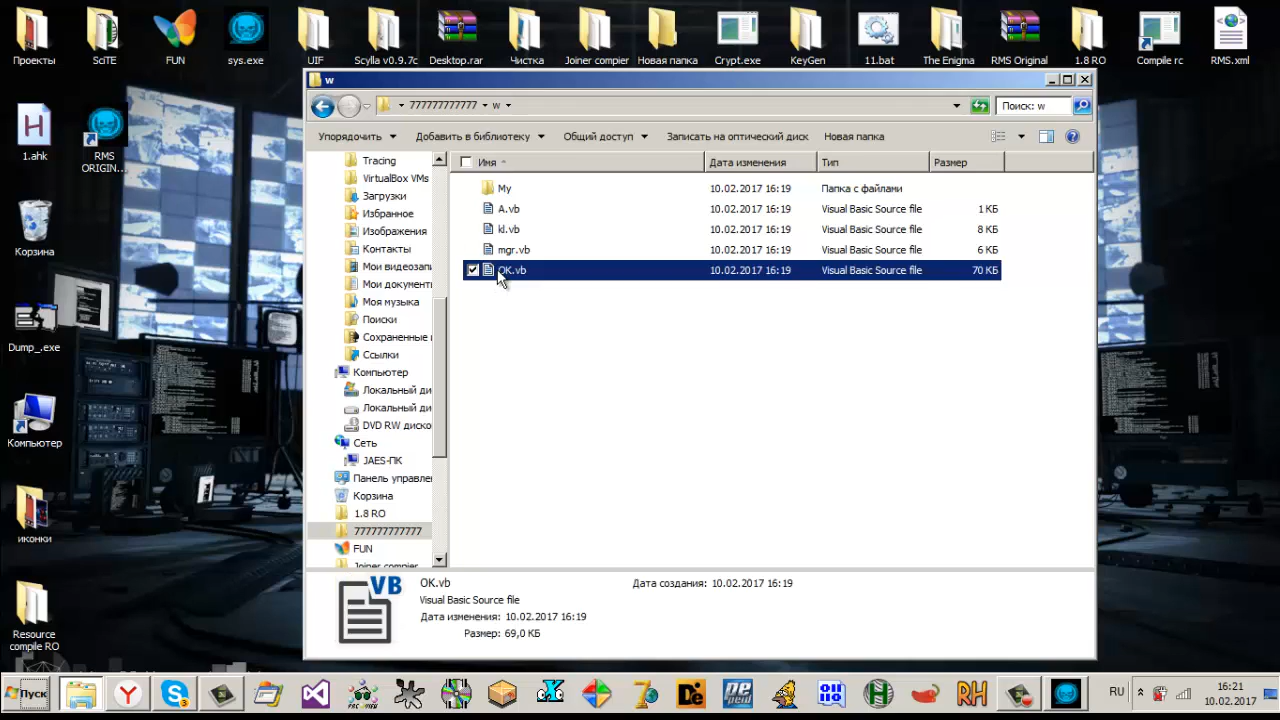 Проекты
SciTE
FUN
sys.exe
UIF
Scylla v0.9.7c
Desktop.rar
Чистка
Joiner compier
Новая папка
Crypt.exe
KeyGen
11.bat
The Enigma
RMS Original
1.8 RO
Compile rc
RMS.xml
1.ahk
RMS
ORIGIN...
Корзина
Dump_.exe
Компьютер
иконки
Resource
compile RO
w
777777777777
w
Поиск: w
Упорядочить
Добавить в библиотеку
Общий доступ
Записать на оптический диск
Новая папка
Имя
Дата изменения
Тип
Размер
My
10.02.2017 16:19
Папка с файлами
A.vb
10.02.2017 16:19
Visual Basic Source file
1 КБ
kl.vb
10.02.2017 16:19
Visual Basic Source file
8 КБ
mgr.vb
10.02.2017 16:19
Visual Basic Source file
6 КБ
OK.vb
10.02.2017 16:19
Visual Basic Source file
70 КБ
Tracing
VirtualBox VMs
Загрузки
Избранное
Изображения
Контакты
Мои видеозапи
Мои документь
Моя музыка
Поиски
Сохраненные
Ссылки
Компьютер
Локальный ди
Локальный ди
DVD RW диско
Сеть
JAES-ПК
Панель управле
Корзина
1.8 RO
777777777777
FUN
Joiner compier
VB
OK.vb
Visual Basic Source file
Дата изменения: 10.02.2017 16:19
Размер: 69,0 КБ
Дата создания: 10.02.2017 16:19
Пуск
RH
RU
16:21
10.02.2017